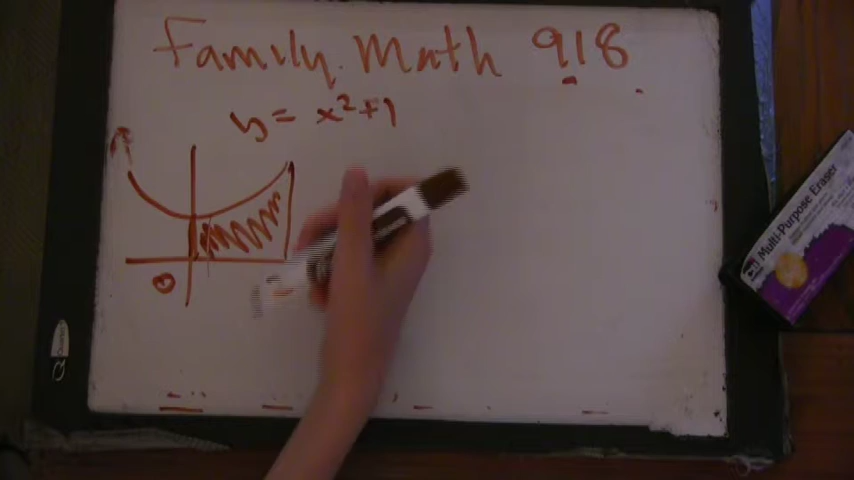 Family Math 918
y = x²+1
0
Multi-Purpose Eraser